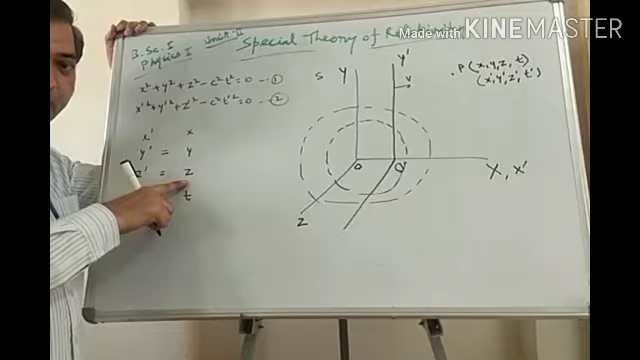 Made with KINEMASTER
B.Sc. I
Physics I
Unit-II
Special Theory of Relativity
x² + y² + z² - c²t² = 0 -- ①
x'² + y'² + z'² - c²t'² = 0 -- ②
x' x
y' = y
z' = z
t
S Y Y'
v
. P (x, y, z, t)
(x', y', z', t')
O O'
X, X'
Z